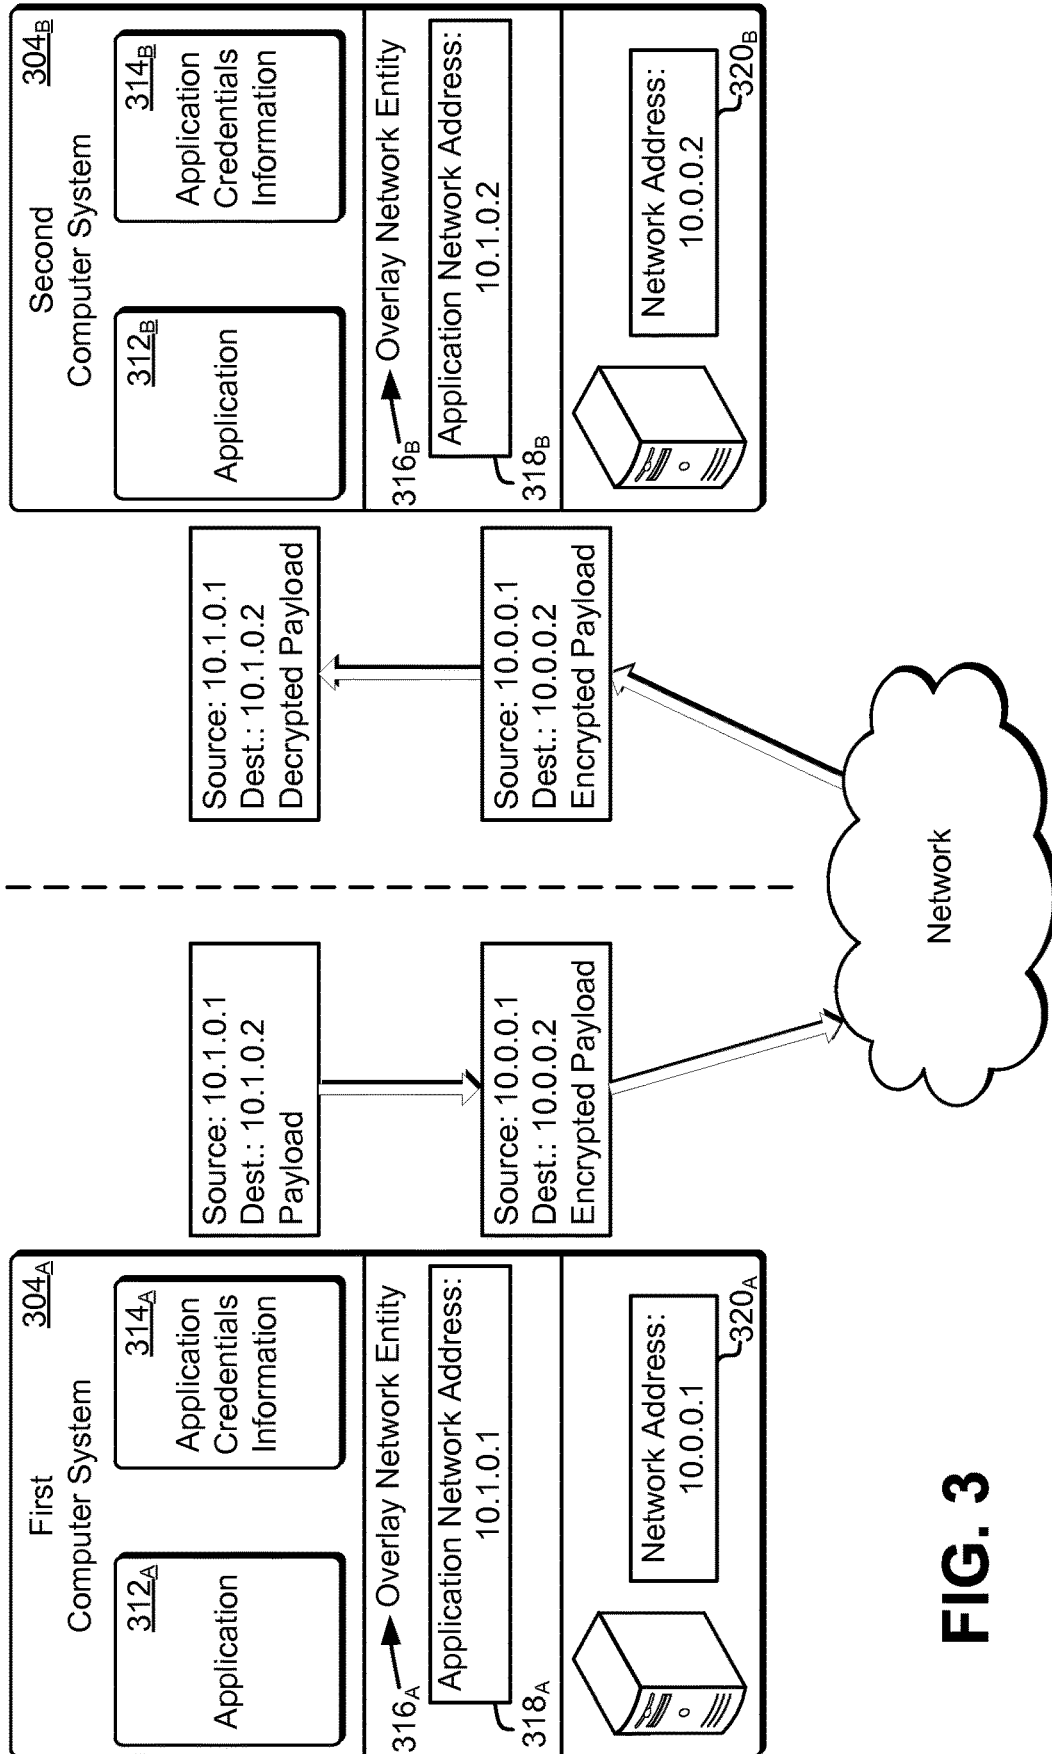 First
Computer System
304A
312A
Application
314A
Application
Credentials
Information
316A
Overlay Network Entity
Application Network Address:
10.1.0.1
318A
Network Address:
10.0.0.1
320A
Source: 10.1.0.1
Dest.: 10.1.0.2
Payload
Source: 10.0.0.1
Dest.: 10.0.0.2
Encrypted Payload
Network
Source: 10.1.0.1
Dest.: 10.1.0.2
Decrypted Payload
Source: 10.0.0.1
Dest.: 10.0.0.2
Encrypted Payload
Second
Computer System
304B
312B
Application
314B
Application
Credentials
Information
316B
Overlay Network Entity
Application Network Address:
10.1.0.2
318B
Network Address:
10.0.0.2
320B
FIG. 3